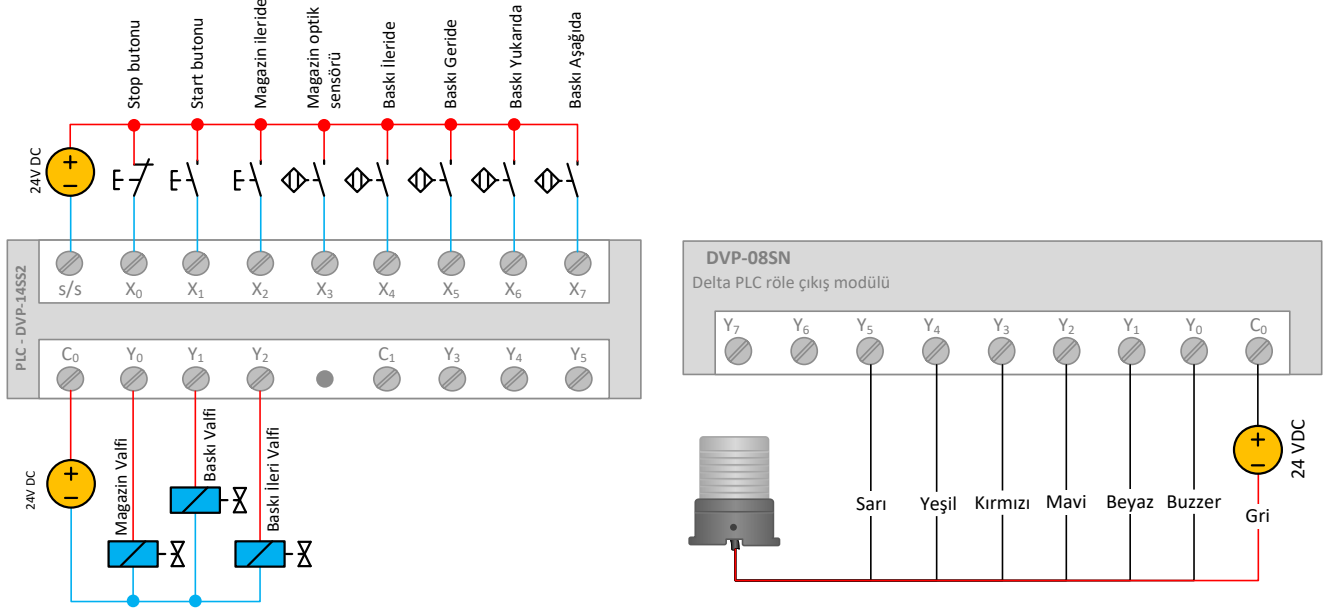 Stop butonu
Start butonu
Magazin ileride
Magazin optik
sensörü
Baskı İleride
Baskı Geride
Baskı Yukarıda
Baskı Aşağıda
24V DC
+
−
PLC - DVP-14SS2
s/s X₀ X₁ X₂ X₃ X₄ X₅ X₆ X₇
C₀ Y₀ Y₁ Y₂ C₁ Y₃ Y₄ Y₅
24V DC
+
−
Magazin Valfi
Baskı Valfi
Baskı İleri Valfi
DVP-08SN
Delta PLC röle çıkış modülü
Y₇ Y₆ Y₅ Y₄ Y₃ Y₂ Y₁ Y₀ C₀
+
−
24 VDC
Sarı Yeşil Kırmızı Mavi Beyaz Buzzer Gri